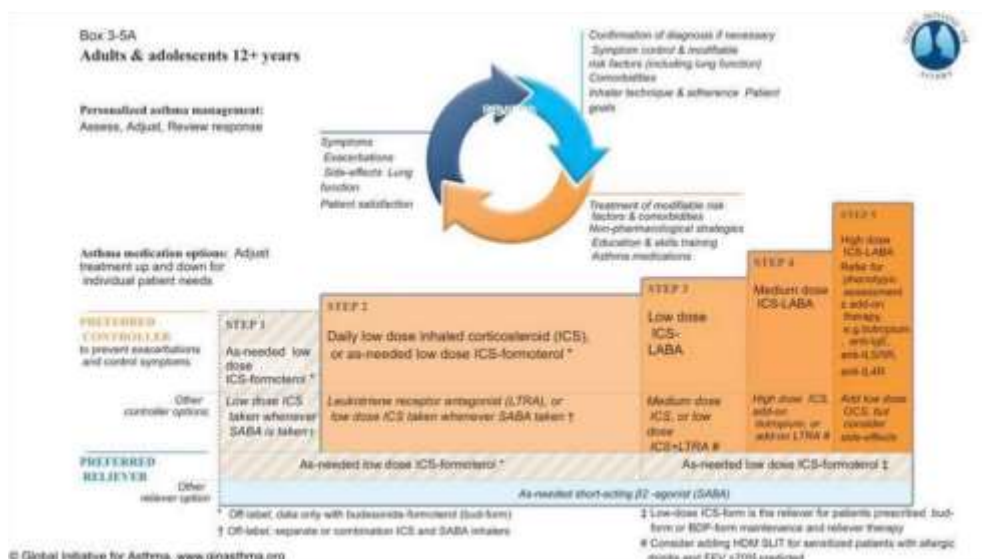 Box 3-5A
Adults & adolescents 12+ years
Personalized asthma management:
Assess, Adjust, Review response
Symptoms
Exacerbations
Side-effects Lung
function
Patient satisfaction
Confirmation of diagnosis if necessary
Symptom control & modifiable
risk factors (including lung function)
Comorbidities
Inhaler technique & adherence Patient
goals
Treatment of modifiable risk
factors & comorbidities
Non-pharmacological strategies
Education & skills training
Asthma medications
Asthma medication options: Adjust
treatment up and down for
individual patient needs
PREFERRED
CONTROLLER
to prevent exacerbations
and control symptoms
STEP 1
As-needed low
dose
ICS-formoterol *
STEP 2
Daily low dose inhaled corticosteroid (ICS),
or as-needed low dose ICS-formoterol *
STEP 3
Low dose
ICS-
LABA
STEP 4
Medium dose
ICS-LABA
STEP 5
High dose
ICS-LABA
Refer for
phenotypic
assessment
± add-on
therapy,
e.g.tiotropium,
anti-IgE,
anti-IL5/5R,
anti-IL4R
Other
controller options
Low dose ICS
taken whenever
SABA is taken †
Leukotriene receptor antagonist (LTRA), or
low dose ICS taken whenever SABA taken †
Medium dose
ICS, or low
dose
ICS+LTRA #
High dose ICS,
add-on
tiotropium, or
add-on LTRA #
Add low dose
OCS, but
consider
side-effects
PREFERRED
RELIEVER
As-needed low dose ICS-formoterol *
As-needed low dose ICS-formoterol ‡
Other
reliever option
As-needed short-acting β2 -agonist (SABA)
* Off-label; data only with budesonide-formoterol (bud-form)
† Off-label; separate or combination ICS and SABA inhalers
‡ Low-dose ICS-form is the reliever for patients prescribed bud-
form or BDP-form maintenance and reliever therapy
# Consider adding HDM SLIT for sensitized patients with allergic
© Global Initiative for Asthma, www.ginasthma.org